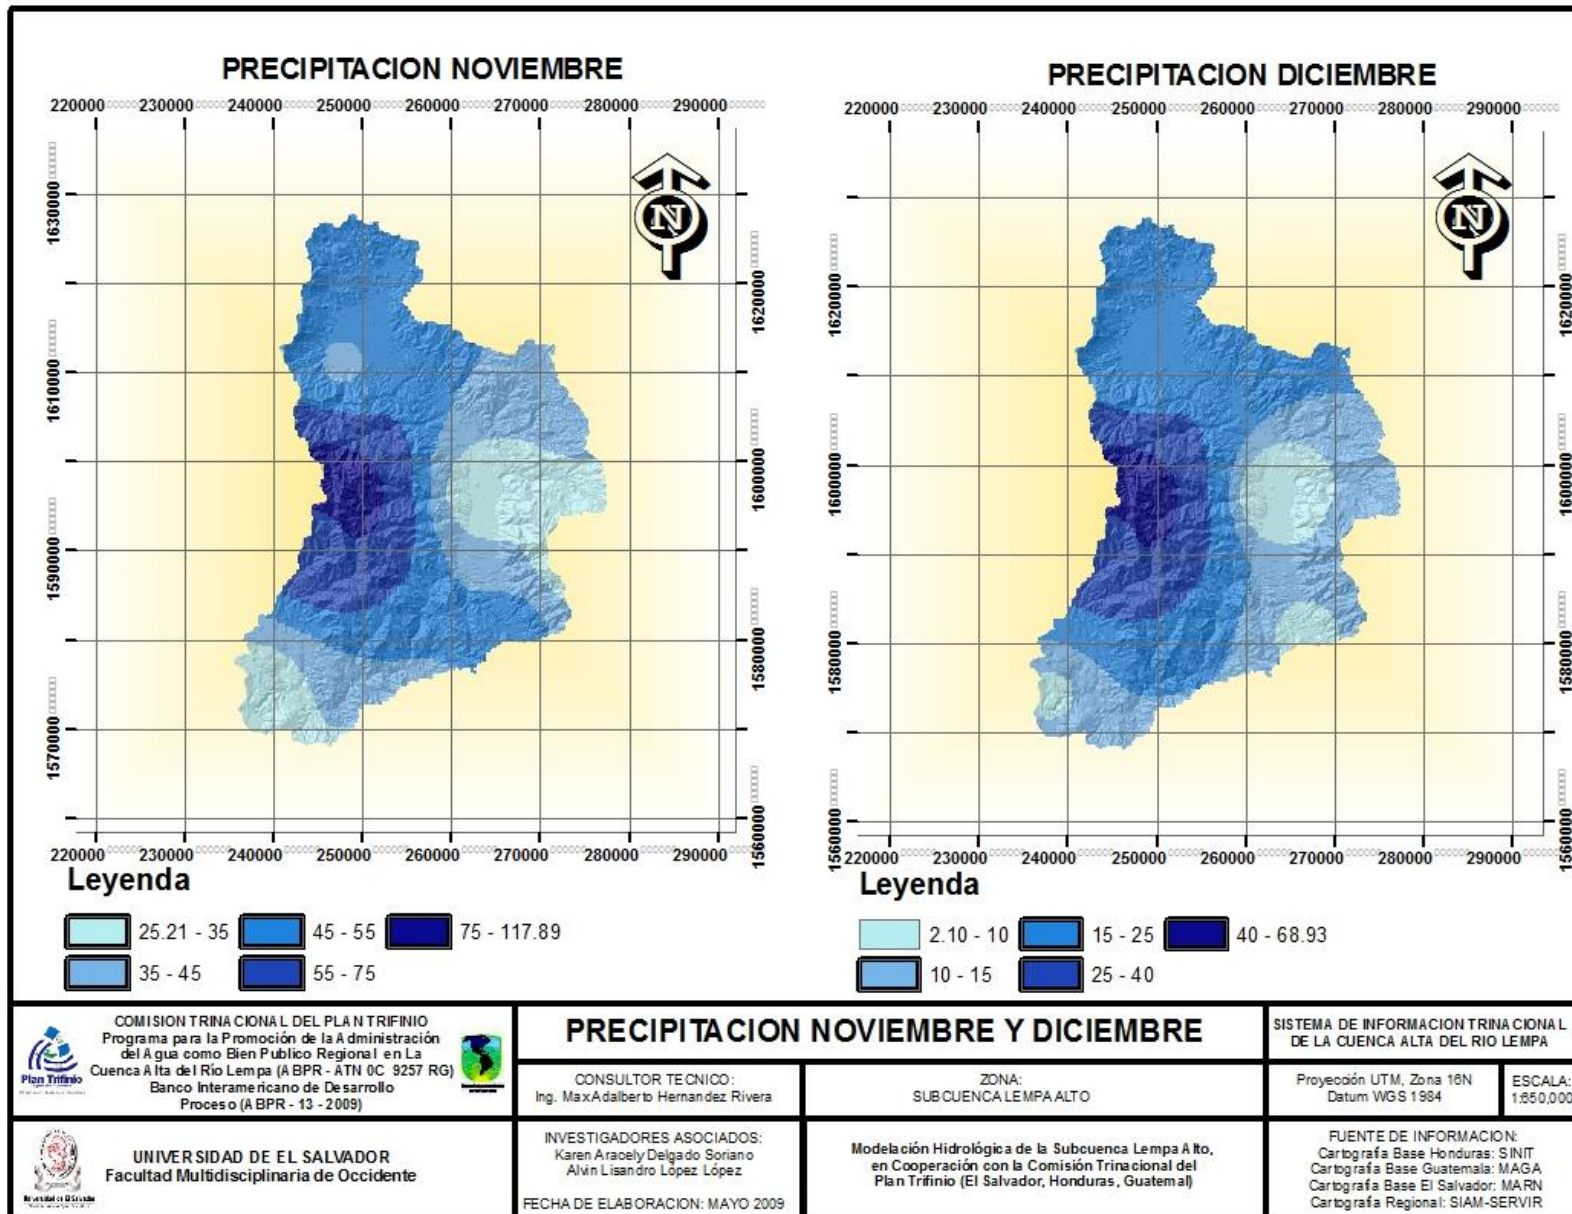 PRECIPITACION NOVIEMBRE
220000 230000 240000 250000 260000 270000 280000 290000
1630000
1610000
1590000
1570000
N
1620000
1600000
1580000
1560000
220000 230000 240000 250000 260000 270000 280000 290000
Leyenda
25.21 - 35
45 - 55
75 - 117.89
35 - 45
55 - 75
PRECIPITACION DICIEMBRE
220000 230000 240000 250000 260000 270000 280000 290000
1620000
1600000
1580000
1560000
N
1620000
1600000
1580000
1560000
220000 230000 240000 250000 260000 270000 280000 290000
Leyenda
2.10 - 10
15 - 25
40 - 68.93
10 - 15
25 - 40
Plan Trifinio
COMISION TRINACIONAL DEL PLAN TRIFINIO
Programa para la Promoción de la Administración
del Agua como Bien Publico Regional en La
Cuenca Alta del Río Lempa (ABPR - ATN OC 9257 RG)
Banco Interamericano de Desarrollo
Proceso (ABPR - 13 - 2009)
PRECIPITACION NOVIEMBRE Y DICIEMBRE
SISTEMA DE INFORMACION TRINACIONAL
DE LA CUENCA ALTA DEL RIO LEMPA
CONSULTOR TECNICO:
Ing. Max Adalberto Hernandez Rivera
ZONA:
SUBCUENCA LEMPA ALTO
Proyección UTM, Zona 16N
Datum WGS 1984
ESCALA:
1:650,000
Universidad de El Salvador
UNIVERSIDAD DE EL SALVADOR
Facultad Multidisciplinaria de Occidente
INVESTIGADORES ASOCIADOS:
Karen Aracely Delgado Soriano
Alvin Lisandro López López
FECHA DE ELABORACION: MAYO 2009
Modelación Hidrológica de la Subcuenca Lempa Alto,
en Cooperación con la Comisión Trinacional del
Plan Trifinio (El Salvador, Honduras, Guatemal)
FUENTE DE INFORMACION:
Cartografía Base Honduras: SINIT
Cartografía Base Guatemala: MAGA
Cartografía Base El Salvador: MARN
Cartografía Regional: SIAM-SERVIR